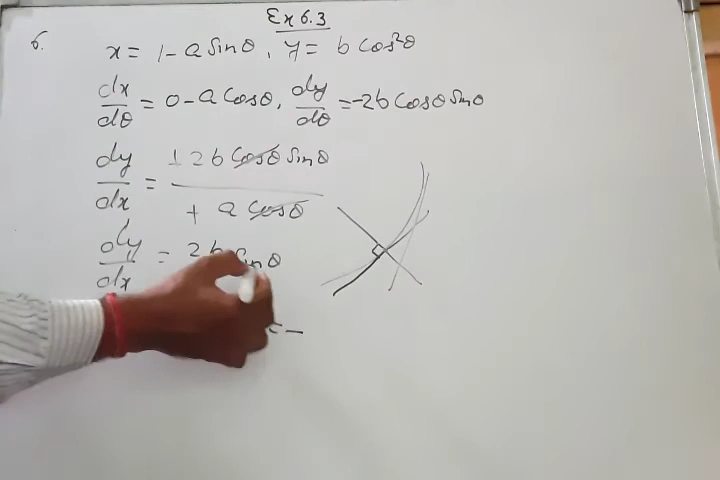 Ex 6.3
6. x = 1 - a sinθ, y = b cos²θ
dx/dθ = 0 - a cosθ, dy/dθ = -2b cosθ sinθ
dy/dx = + 2b cosθ sinθ / + a cosθ
dy/dx = 2b sinθ
= -